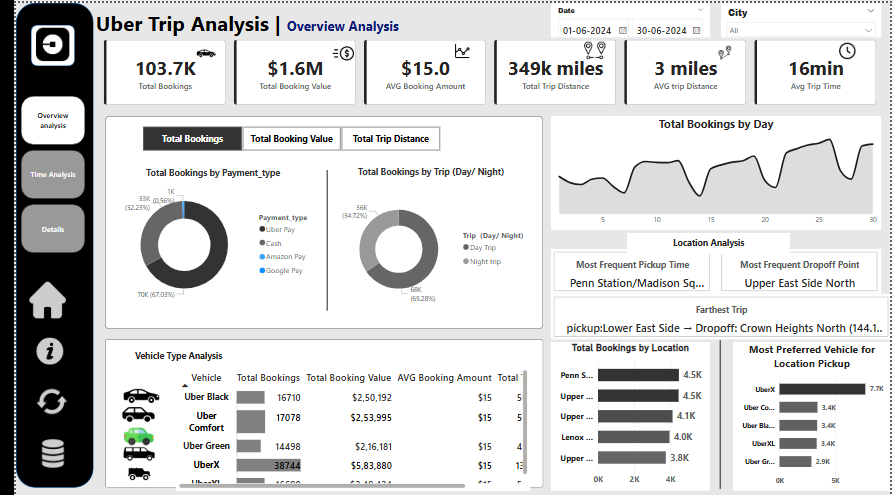 Uber Trip Analysis | Overview Analysis
Date
01-06-2024 30-06-2024
City
All
103.7K
Total Bookings
$1.6M
Total Booking Value
$15.0
AVG Booking Amount
349k miles
Total Trip Distance
3 miles
AVG trip Distance
16min
Avg Trip Time
Overview
analysis
Time Analysis
Details
Total Bookings Total Booking Value Total Trip Distance
Total Bookings by Payment_type
1K
(0.56%)
33K
(32.23%)
70K (67.03%)
Payment_type
Uber Pay
Cash
Amazon Pay
Google Pay
Total Bookings by Trip (Day/ Night)
36K
(34.72%)
68K
(65.28%)
Trip (Day/ Night)
Day Trip
Night trip
Total Bookings by Day
5 10 15 20 25 30
Location Analysis
Most Frequent Pickup Time
Penn Station/Madison Sq...
Most Frequent Dropoff Point
Upper East Side North
Farthest Trip
pickup:Lower East Side → Dropoff: Crown Heights North (144.1..
Vehicle Type Analysis
Vehicle Total Bookings Total Booking Value AVG Booking Amount Total
Uber Black 16710 $2,50,192 $15
Uber
Comfort 17078 $2,53,995 $15 5
Uber Green 14498 $2,16,181 $15 4
UberX 38744 $5,83,880 $15 13
Total Bookings by Location
Penn S... 4.5K
Upper ... 4.5K
Upper ... 4.1K
Lenox ... 4.0K
Upper ... 3.8K
0K 2K 4K
Most Preferred Vehicle for
Location Pickup
UberX 7.7K
Uber Co... 3.4K
Uber Bla... 3.4K
UberXL 3.4K
Uber Gr... 2.9K
0K 5K